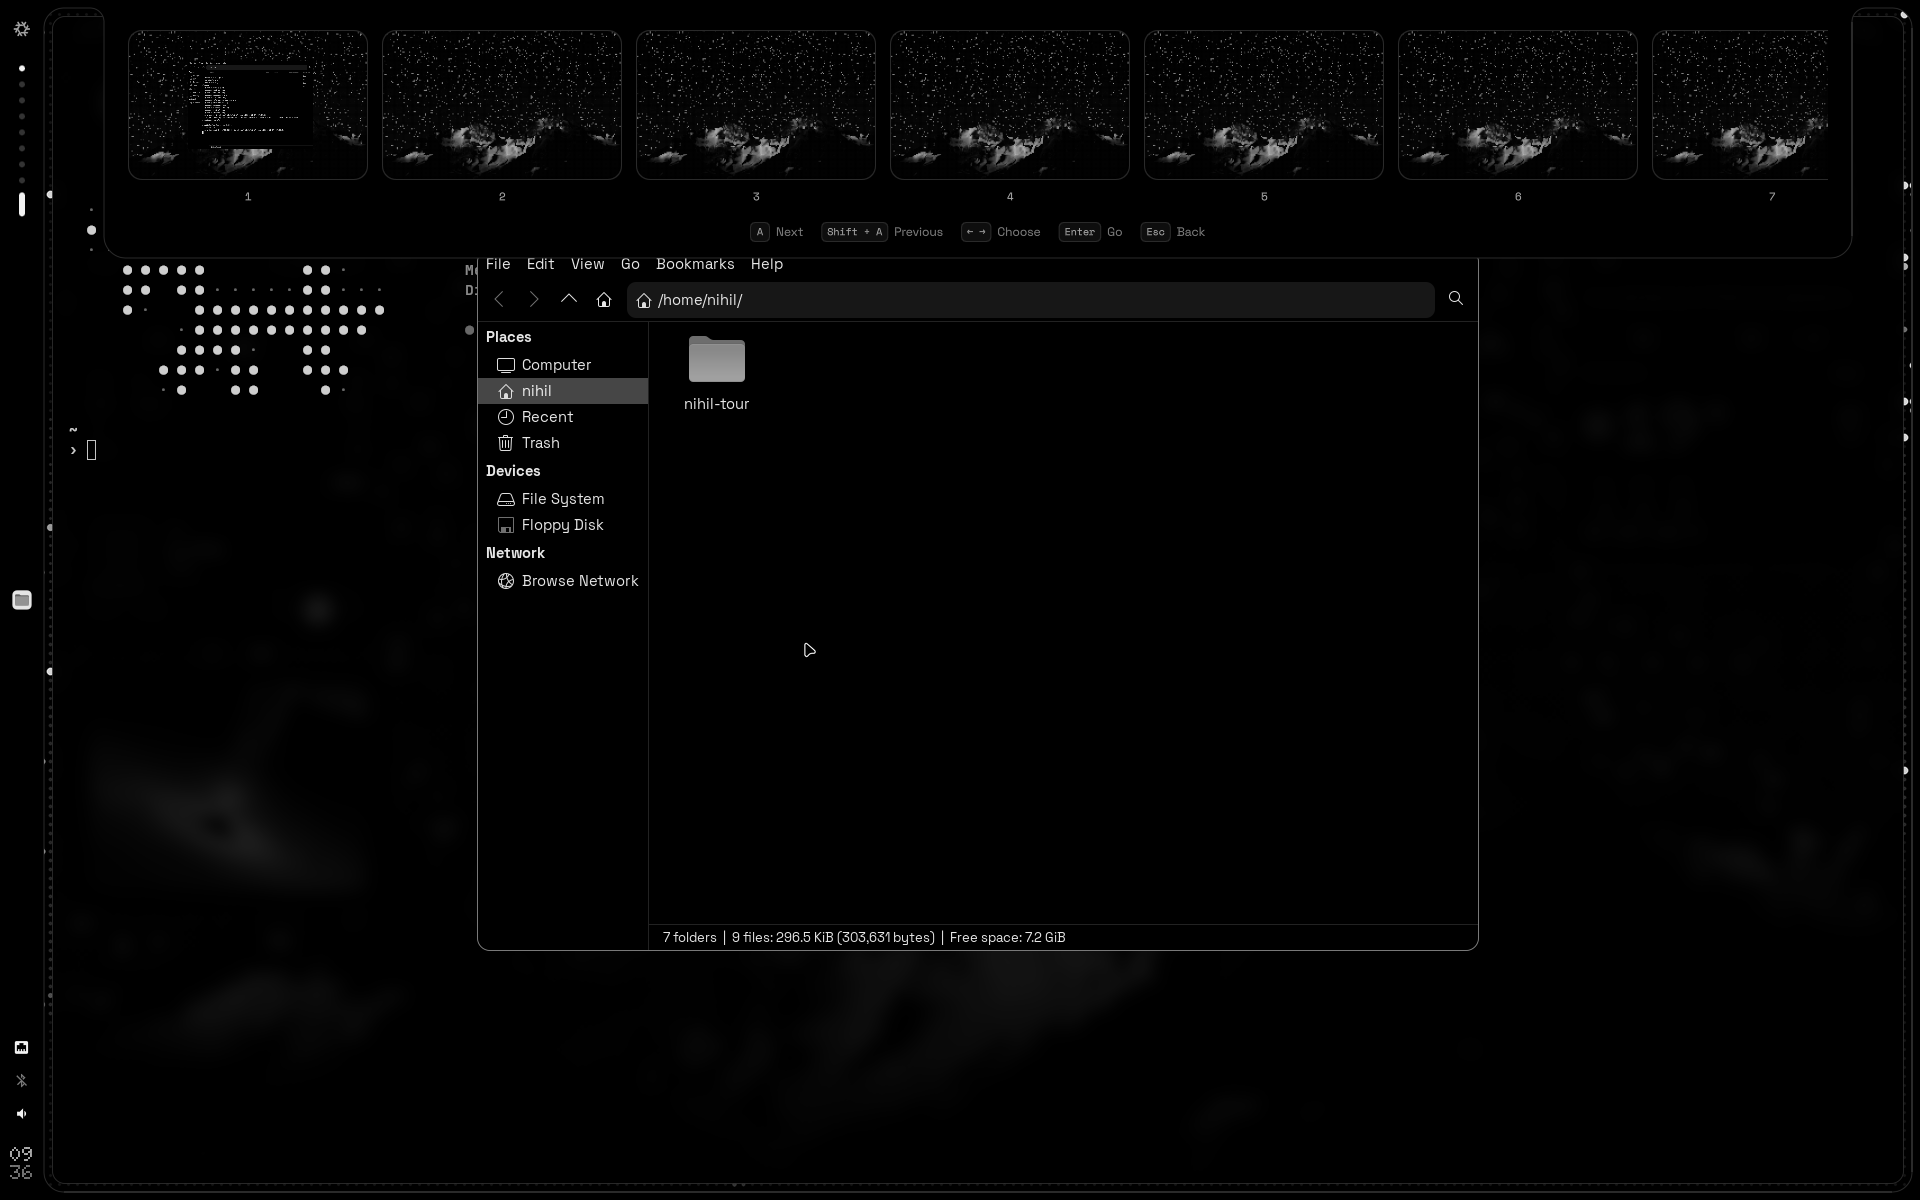 1 2 3 4 5 6 7
A Next Shift + A Previous ← → Choose Enter Go Esc Back
File Edit View Go Bookmarks Help
/home/nihil/
Places
Computer
nihil
Recent
Trash
Devices
File System
Floppy Disk
Network
Browse Network
nihil-tour
7 folders | 9 files: 296.5 KiB (303,631 bytes) | Free space: 7.2 GiB
~
›
09
36